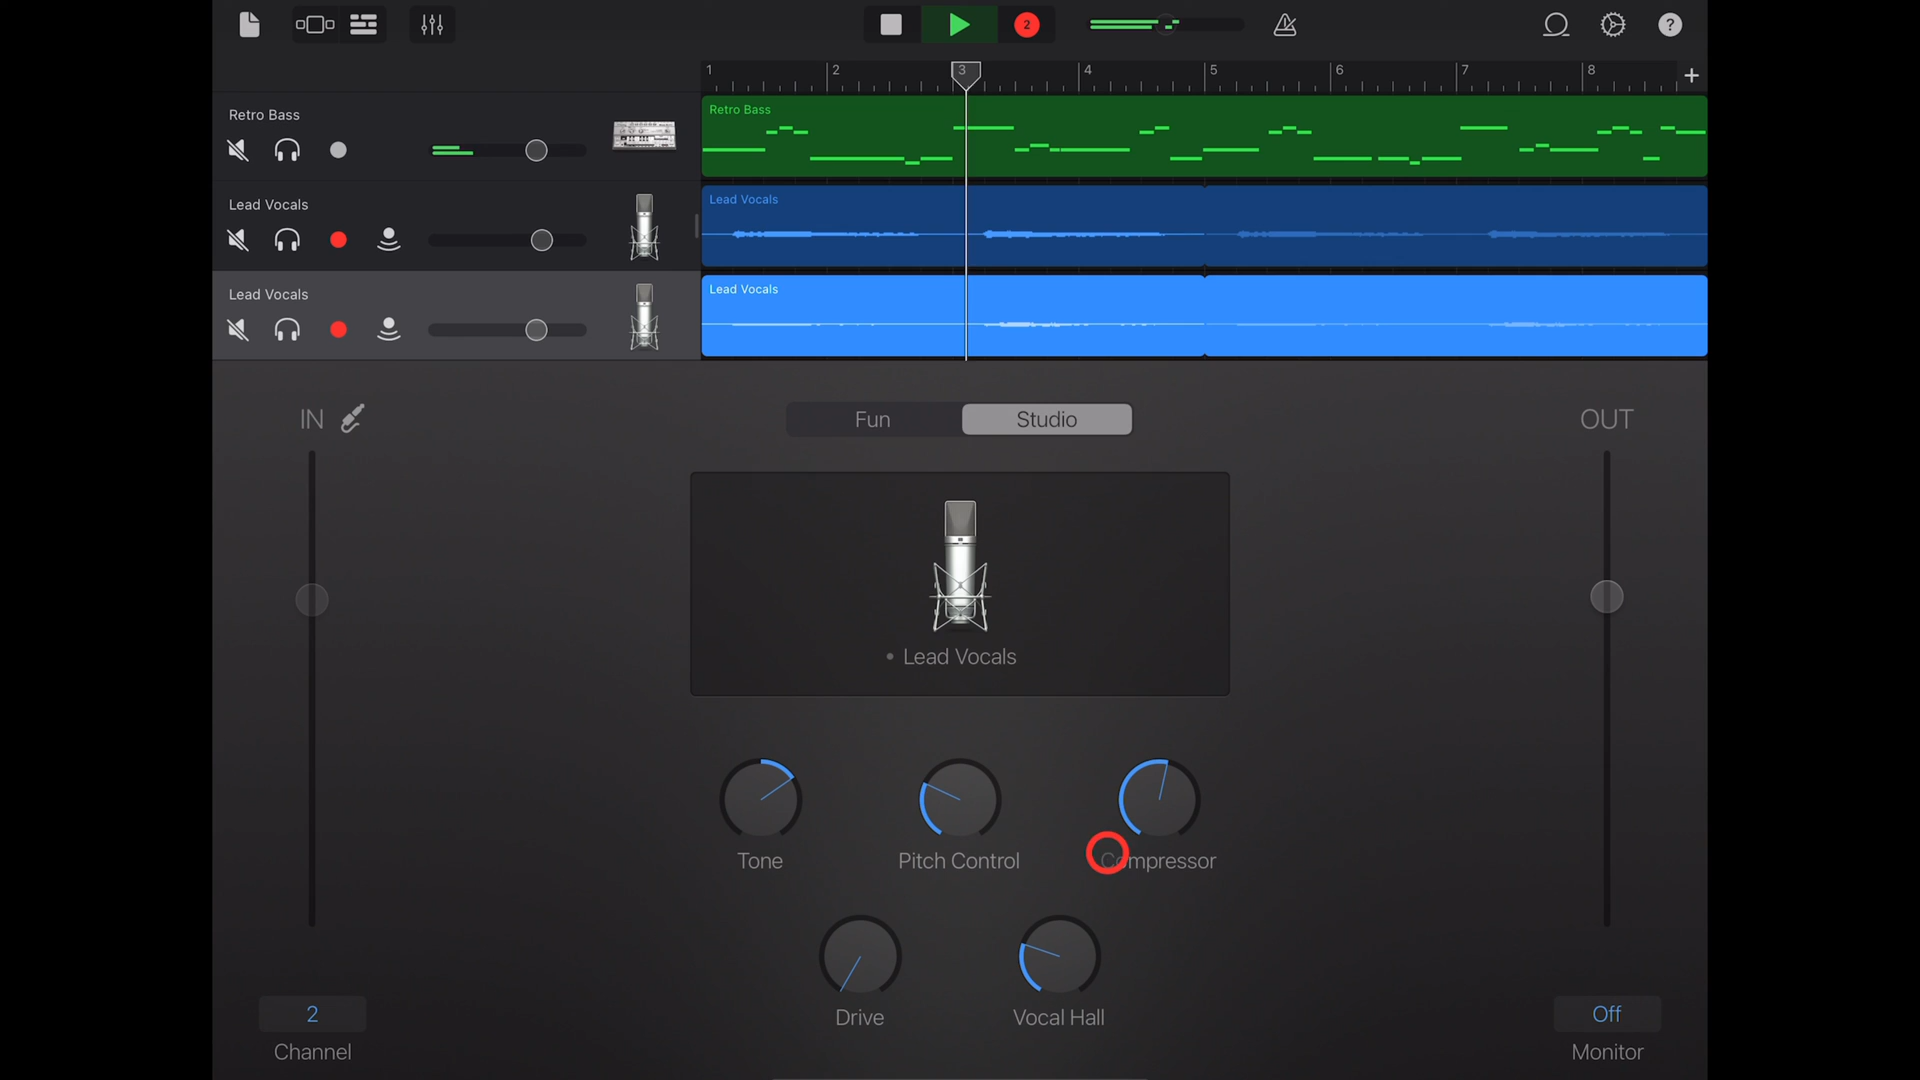 2
?
1 2 3 4 5 6 7 8 +
Retro Bass
Retro Bass
Lead Vocals
Lead Vocals
Lead Vocals
Lead Vocals
IN
Fun
Studio
OUT
• Lead Vocals
Tone
Pitch Control
Compressor
Drive
Vocal Hall
2
Channel
Off
Monitor